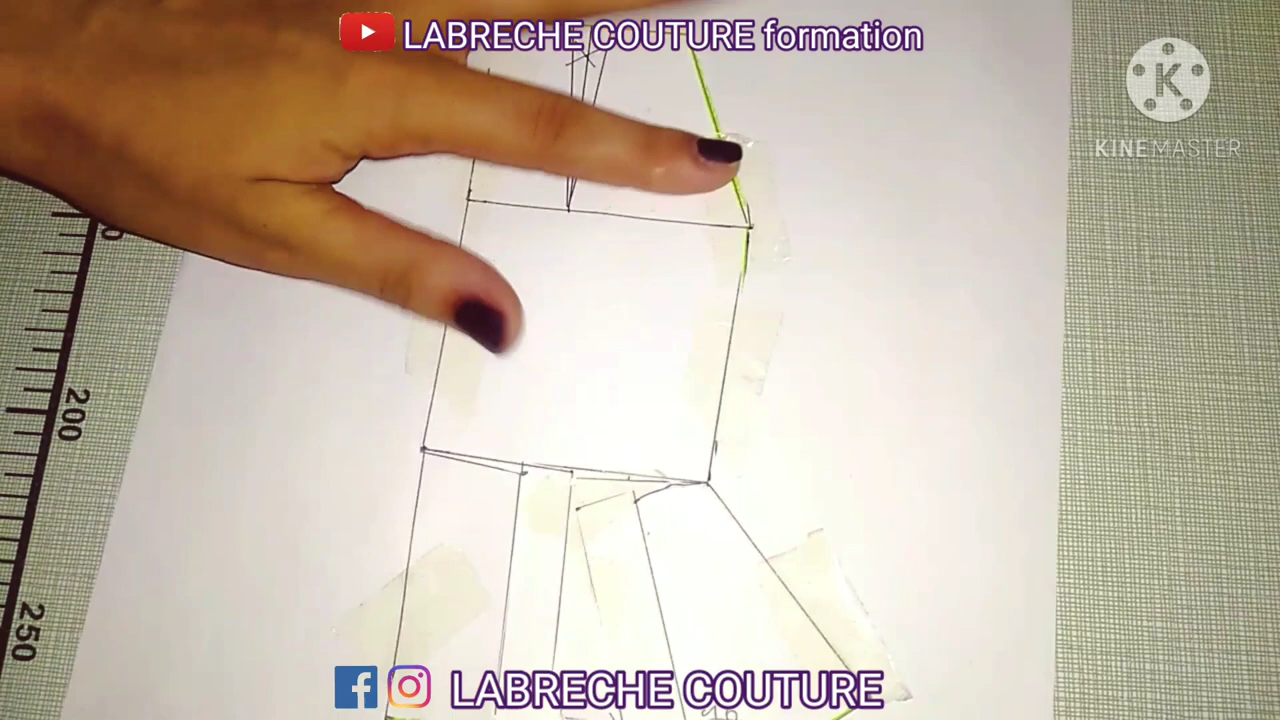 LABRECHE COUTURE formation
KINEMASTER
200
250
LABRECHE COUTURE